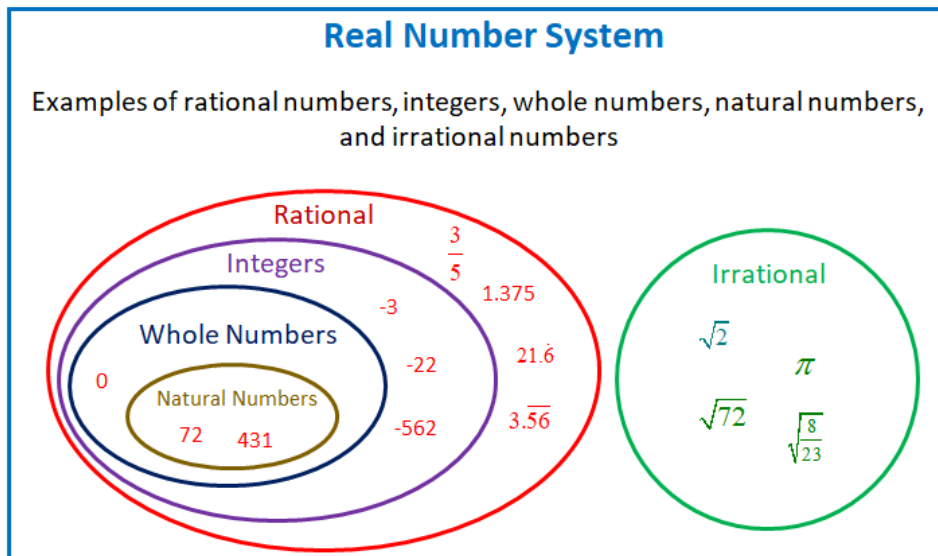 Real Number System
Examples of rational numbers, integers, whole numbers, natural numbers,
and irrational numbers
Rational
3/5
Integers
1.375
-3
Whole Numbers
21.6̇
-22
0
Natural Numbers
3.5̅6̅
-562
72 431
Irrational
√2
π
√72
√(8/23)